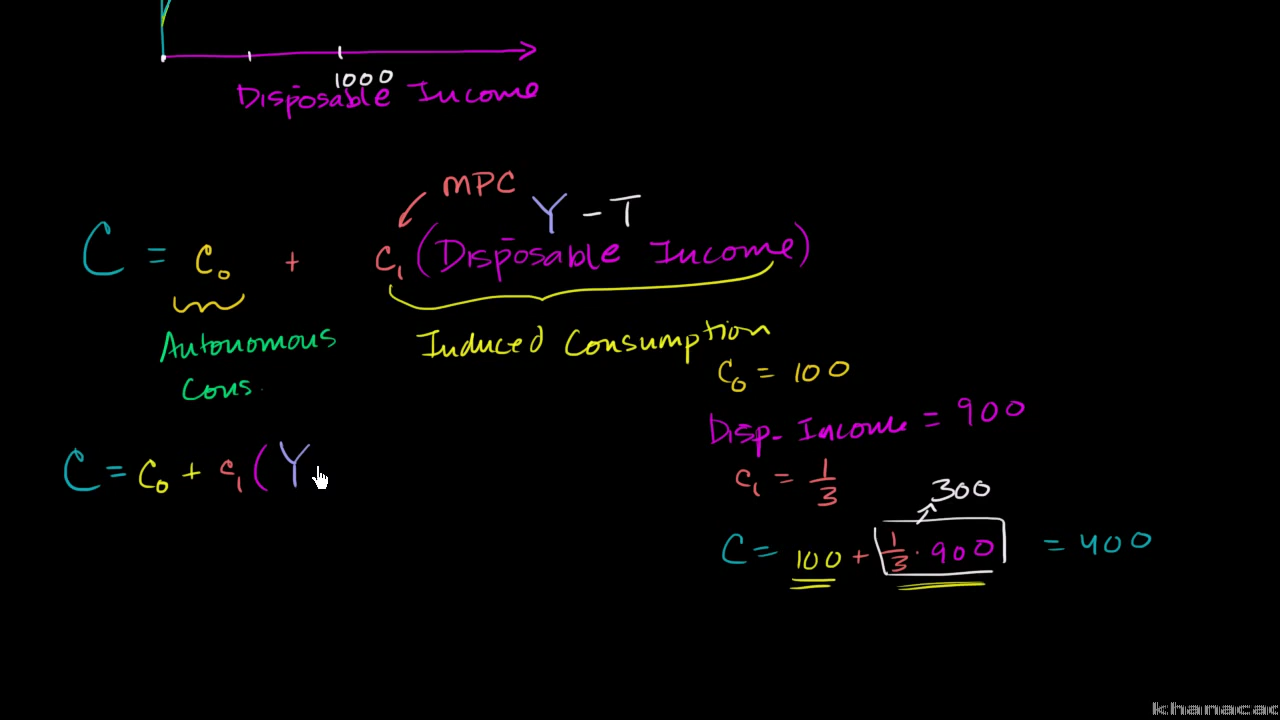 1000
Disposable Income
MPC
Y - T
C = C₀ + C₁ (Disposable Income)
Autonomous Cons.
Induced Consumption
C₀ = 100
Disp. Income = 900
C₁ = 1/3
300
C = 100 + 1/3 · 900 = 400
C = C₀ + C₁ ( Y
khanacad